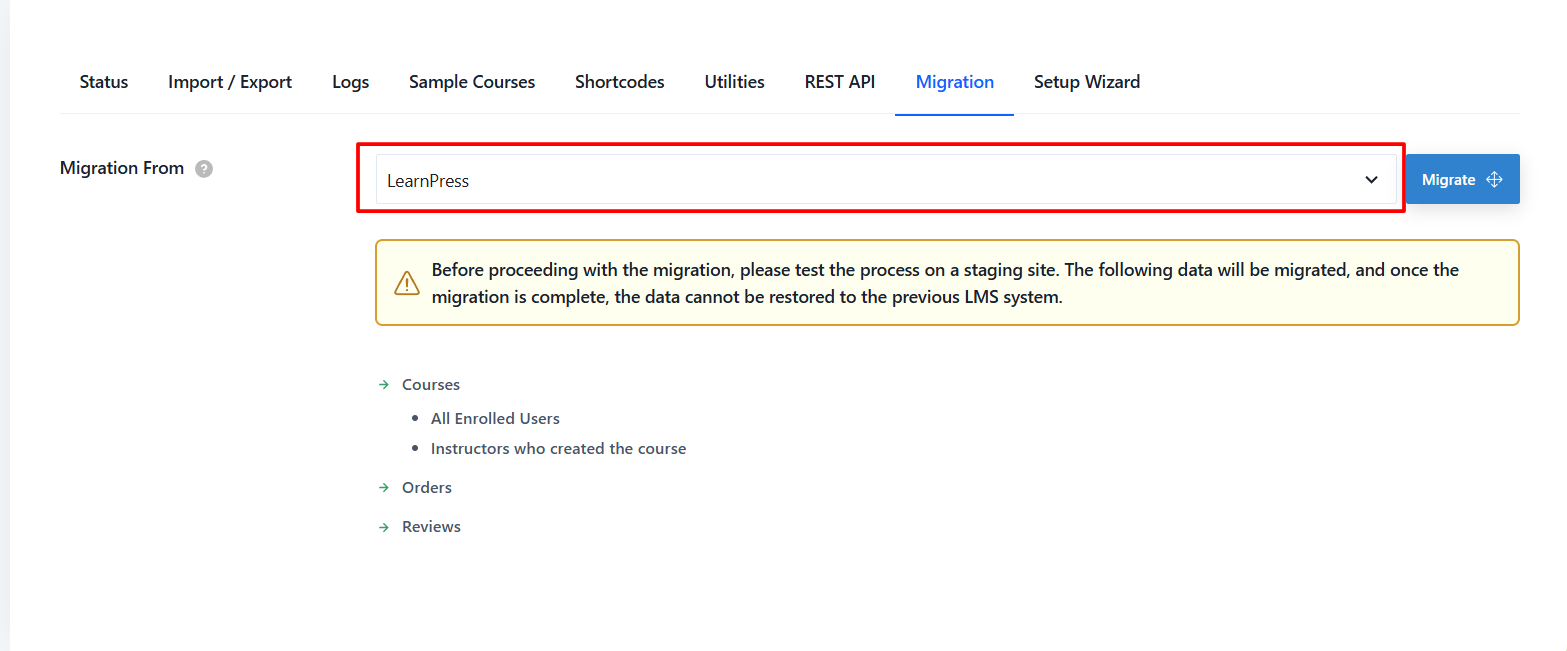 Status Import / Export Logs Sample Courses Shortcodes Utilities REST API Migration Setup Wizard
Migration From ?
LearnPress
Migrate
Before proceeding with the migration, please test the process on a staging site. The following data will be migrated, and once the
migration is complete, the data cannot be restored to the previous LMS system.
Courses
All Enrolled Users
Instructors who created the course
Orders
Reviews